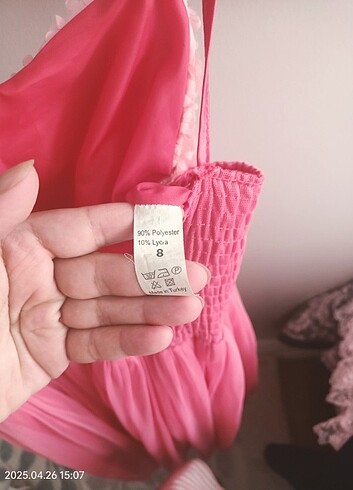 90% Polyester
10% Lycra
8
P
Made in Turkey
2025.04.26 15:07